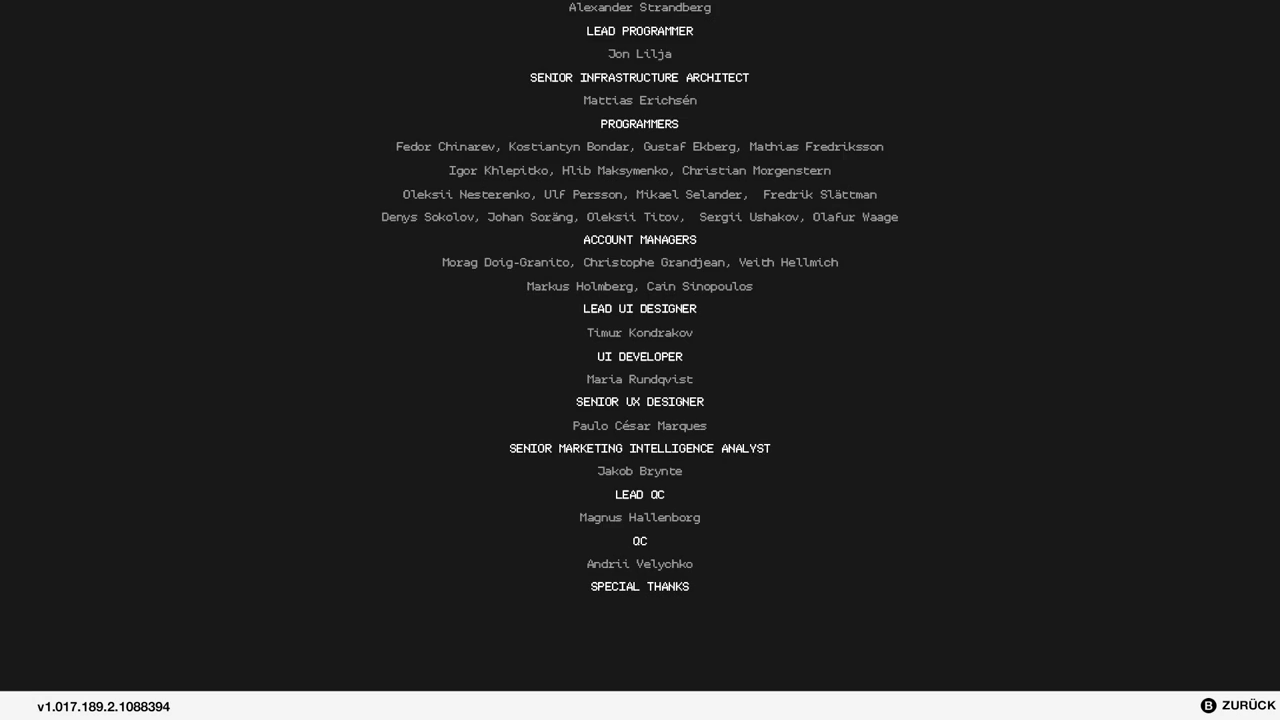 Alexander Strandberg
LEAD PROGRAMMER
Jon Lilja
SENIOR INFRASTRUCTURE ARCHITECT
Mattias Erichsén
PROGRAMMERS
Fedor Chinarev, Kostiantyn Bondar, Gustaf Ekberg, Mathias Fredriksson
Igor Khlepitko, Hlib Maksymenko, Christian Morgenstern
Oleksii Nesterenko, Ulf Persson, Mikael Selander,  Fredrik Slättman
Denys Sokolov, Johan Soräng, Oleksii Titov,  Sergii Ushakov, Olafur Waage
ACCOUNT MANAGERS
Morag Doig-Granito, Christophe Grandjean, Veith Hellmich
Markus Holmberg, Cain Sinopoulos
LEAD UI DESIGNER
Timur Kondrakov
UI DEVELOPER
Maria Rundqvist
SENIOR UX DESIGNER
Paulo César Marques
SENIOR MARKETING INTELLIGENCE ANALYST
Jakob Brynte
LEAD QC
Magnus Hallenborg
QC
Andrii Velychko
SPECIAL THANKS
v1.017.189.2.1088394
B ZURÜCK